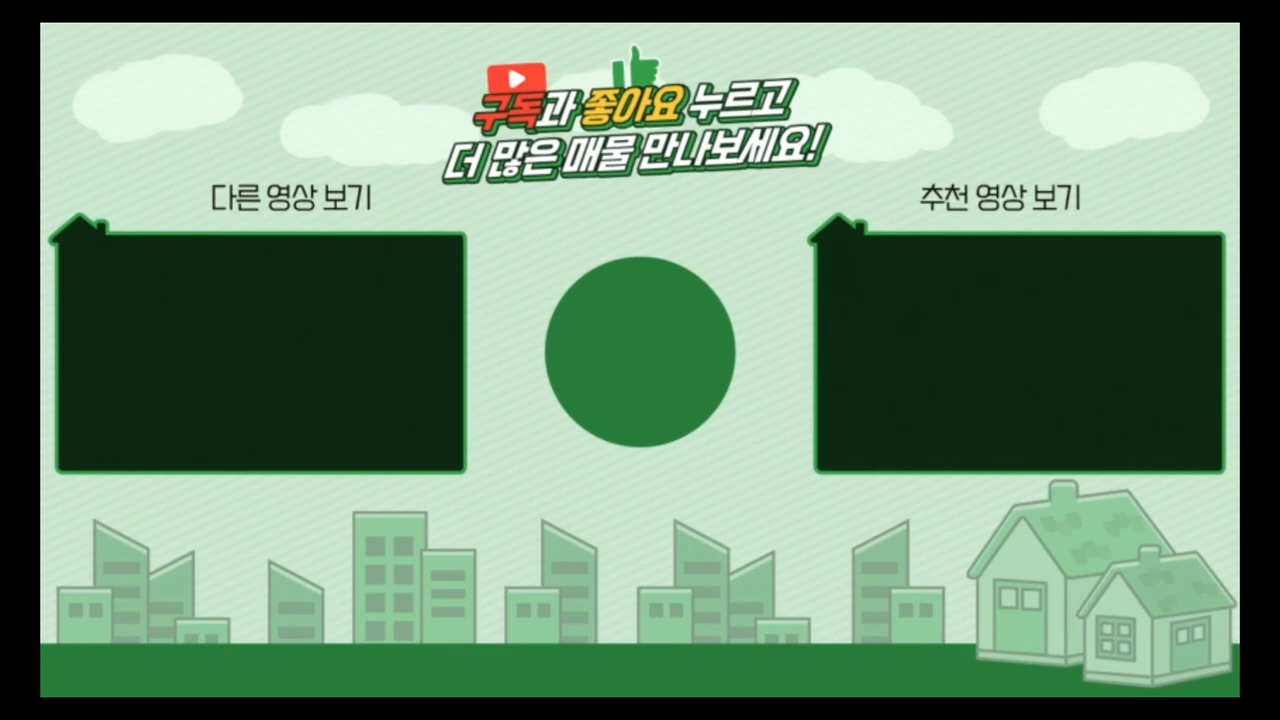 구독과 좋아요 누르고
더 많은 매물 만나보세요!
다른 영상 보기
추천 영상 보기